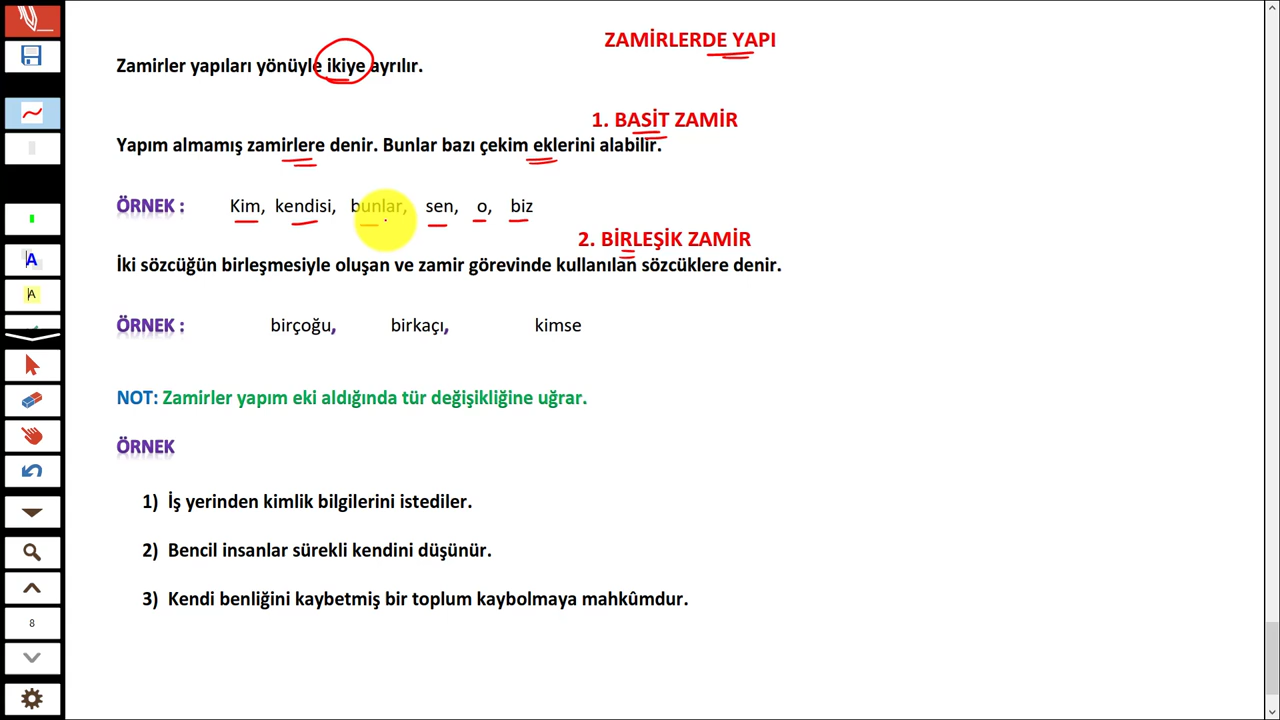 ZAMİRLERDE YAPI
Zamirler yapıları yönüyle ikiye ayrılır.
1. BASİT ZAMİR
Yapım almamış zamirlere denir. Bunlar bazı çekim eklerini alabilir.
ÖRNEK : Kim, kendisi, bunlar, sen, o, biz
2. BİRLEŞİK ZAMİR
İki sözcüğün birleşmesiyle oluşan ve zamir görevinde kullanılan sözcüklere denir.
ÖRNEK : birçoğu, birkaçı, kimse
NOT: Zamirler yapım eki aldığında tür değişikliğine uğrar.
ÖRNEK
1) İş yerinden kimlik bilgilerini istediler.
2) Bencil insanlar sürekli kendini düşünür.
3) Kendi benliğini kaybetmiş bir toplum kaybolmaya mahkûmdur.
A
A
8